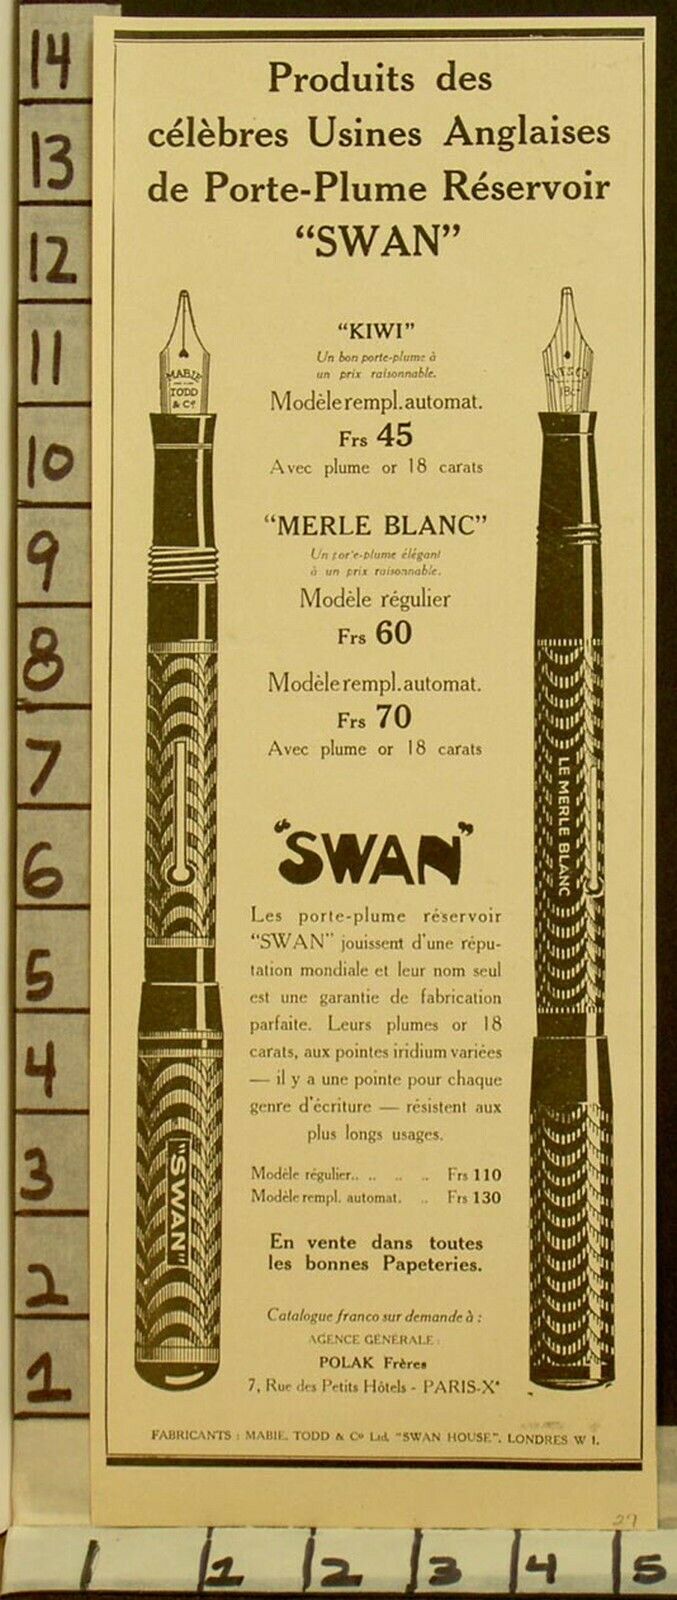 14
13
12
11
10
9
8
7
6
5
4
3
2
1
Produits des
célèbres Usines Anglaises
de Porte-Plume Réservoir
“SWAN”
MABIE
TODD
& Co
“KIWI”
Un bon porte-plume à
un prix raisonnable.
Modèle rempl. automat.
Frs 45
Avec plume or 18 carats
“MERLE BLANC”
Un porte-plume élégant
à un prix raisonnable.
Modèle régulier
Frs 60
Modèle rempl. automat.
Frs 70
Avec plume or 18 carats
LE MERLE BLANC
“SWAN”
Les porte-plume réservoir
“SWAN” jouissent d'une répu-
tation mondiale et leur nom seul
est une garantie de fabrication
parfaite. Leurs plumes or 18
carats, aux pointes iridium variées
— il y a une pointe pour chaque
genre d'écriture — résistent aux
plus longs usages.
Modèle régulier.. .. .. .. Frs 110
Modèle rempl. automat. .. Frs 130
"SWAN"
En vente dans toutes
les bonnes Papeteries.
Catalogue franco sur demande à :
AGENCE GÉNÉRALE :
POLAK Frères
7, Rue des Petits Hôtels - PARIS-Xe
FABRICANTS : MABIE, TODD & Co Ltd, "SWAN HOUSE", LONDRES W 1.
27
1 2 3 4 5